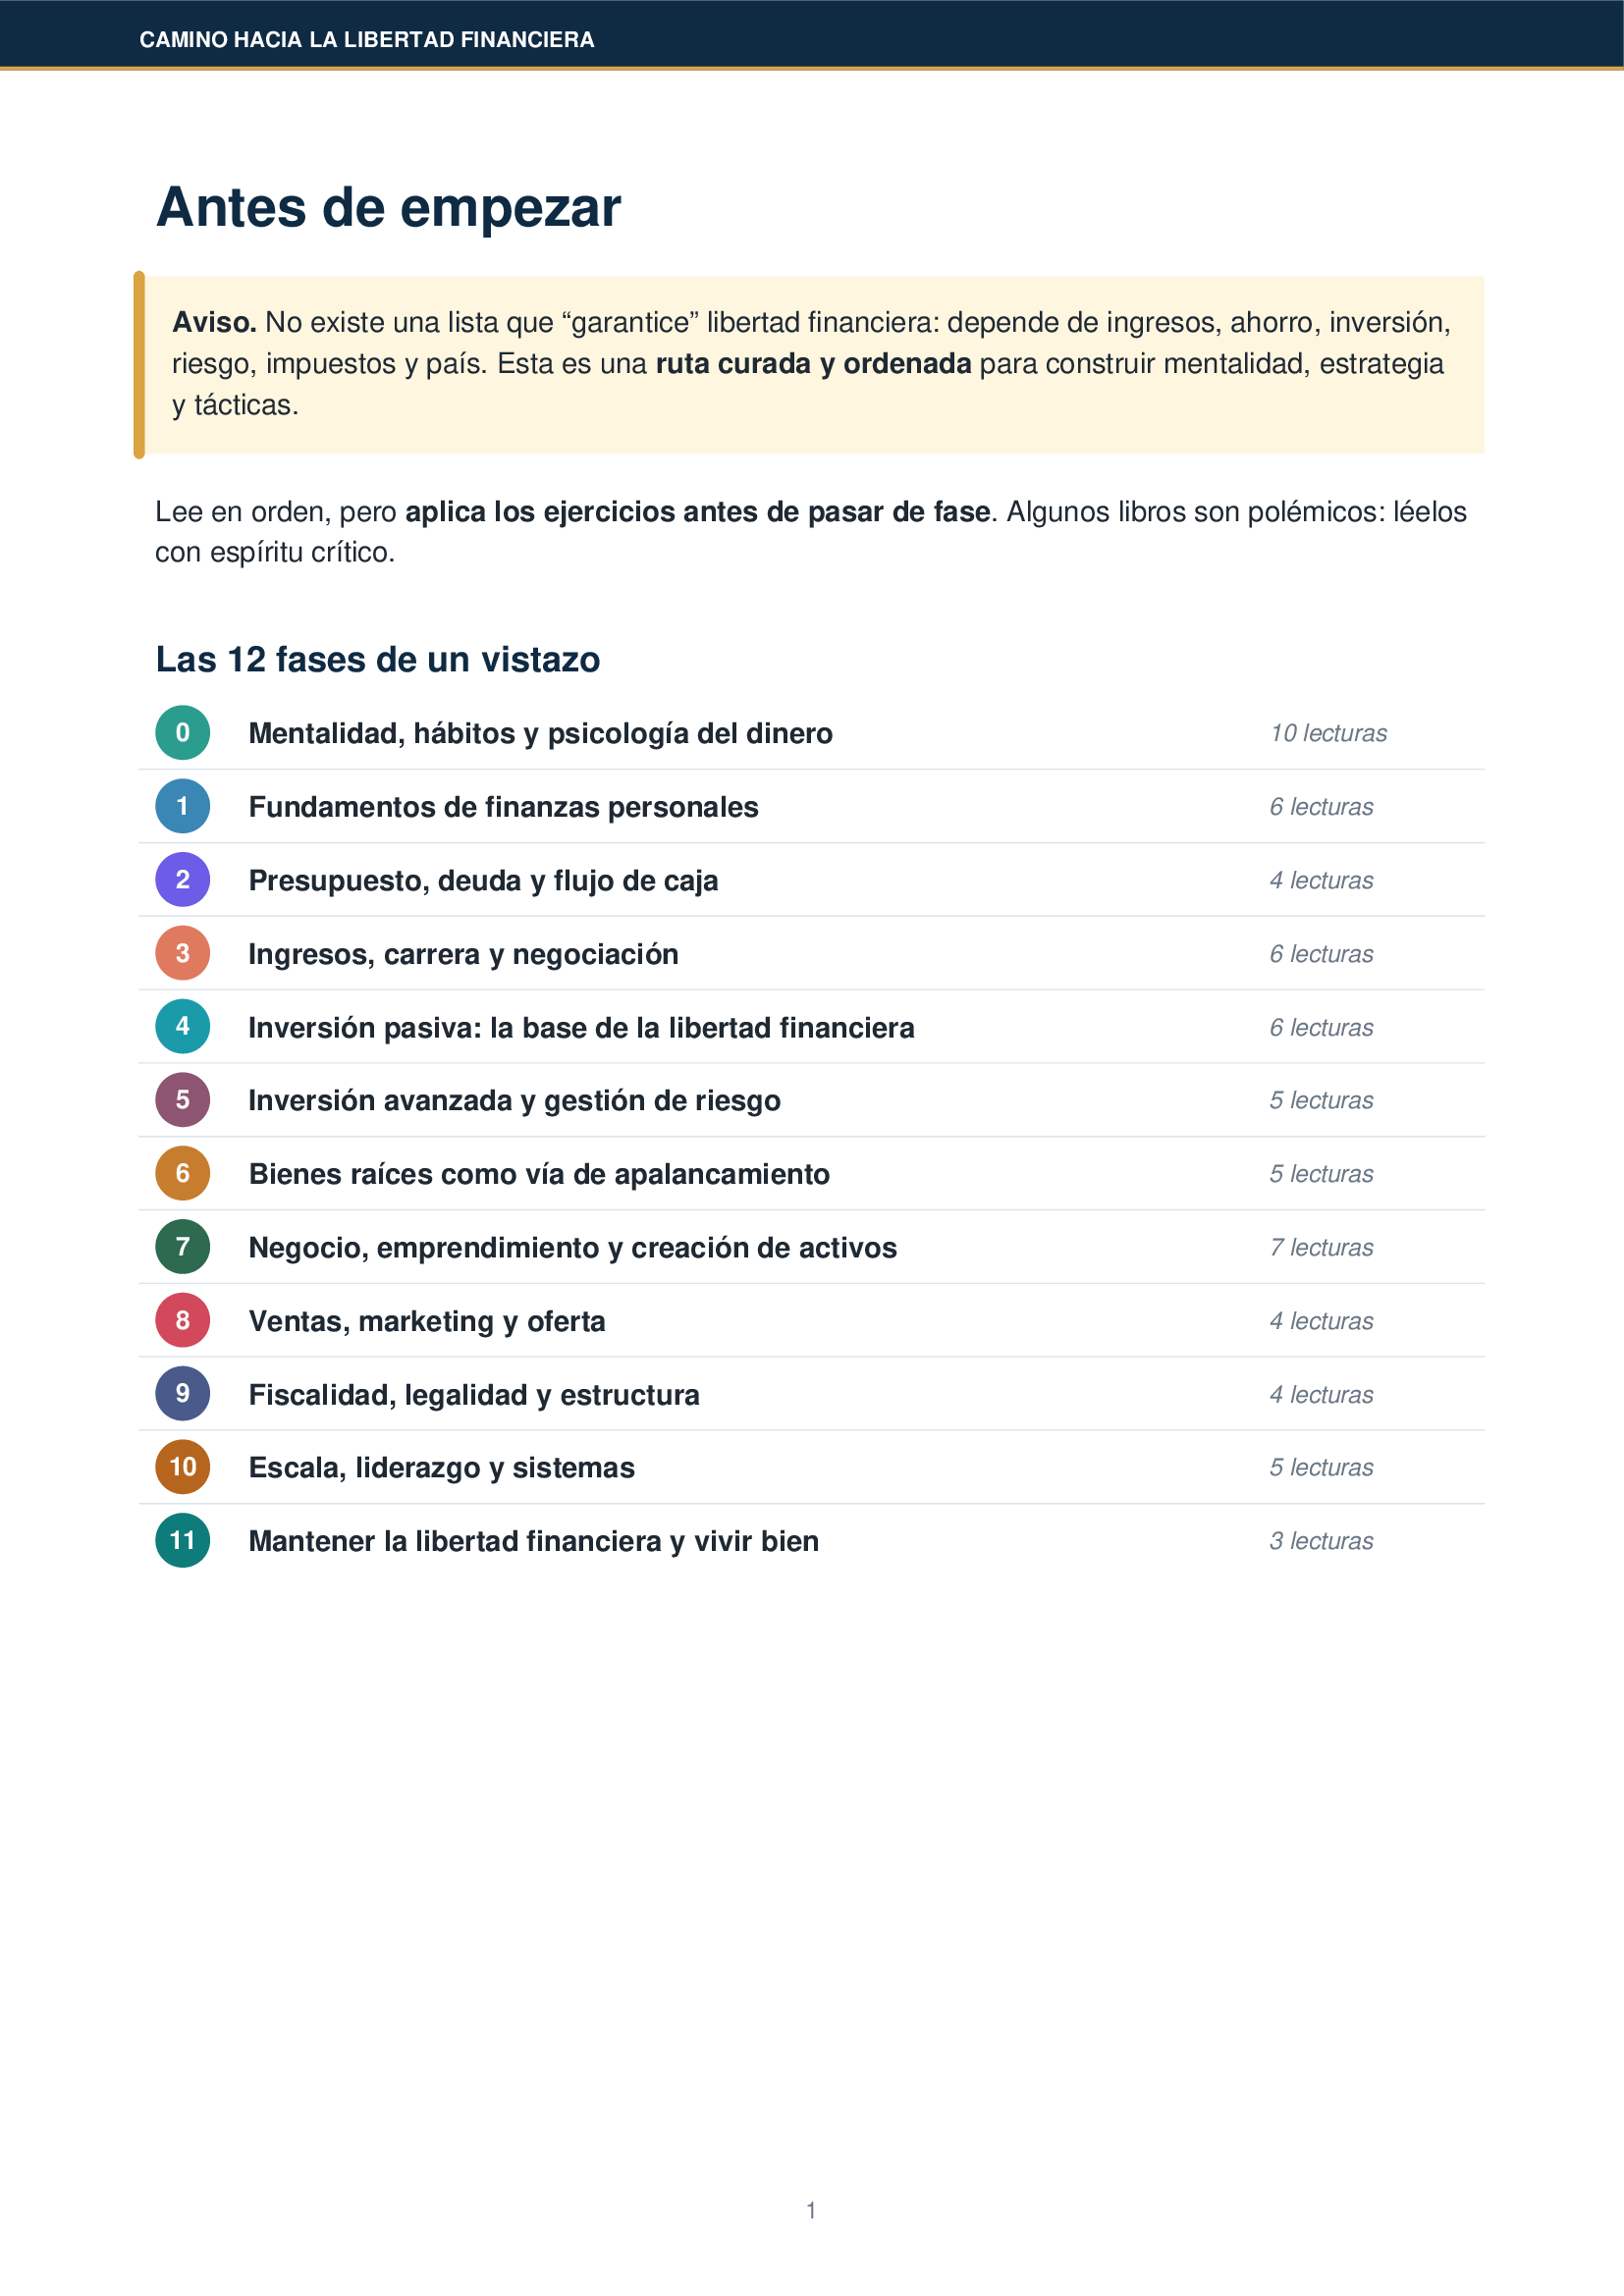 CAMINO HACIA LA LIBERTAD FINANCIERA
Antes de empezar
Aviso. No existe una lista que “garantice” libertad financiera: depende de ingresos, ahorro, inversión,
riesgo, impuestos y país. Esta es una ruta curada y ordenada para construir mentalidad, estrategia
y tácticas.
Lee en orden, pero aplica los ejercicios antes de pasar de fase. Algunos libros son polémicos: léelos
con espíritu crítico.
Las 12 fases de un vistazo
0 Mentalidad, hábitos y psicología del dinero 10 lecturas
1 Fundamentos de finanzas personales 6 lecturas
2 Presupuesto, deuda y flujo de caja 4 lecturas
3 Ingresos, carrera y negociación 6 lecturas
4 Inversión pasiva: la base de la libertad financiera 6 lecturas
5 Inversión avanzada y gestión de riesgo 5 lecturas
6 Bienes raíces como vía de apalancamiento 5 lecturas
7 Negocio, emprendimiento y creación de activos 7 lecturas
8 Ventas, marketing y oferta 4 lecturas
9 Fiscalidad, legalidad y estructura 4 lecturas
10 Escala, liderazgo y sistemas 5 lecturas
11 Mantener la libertad financiera y vivir bien 3 lecturas
1